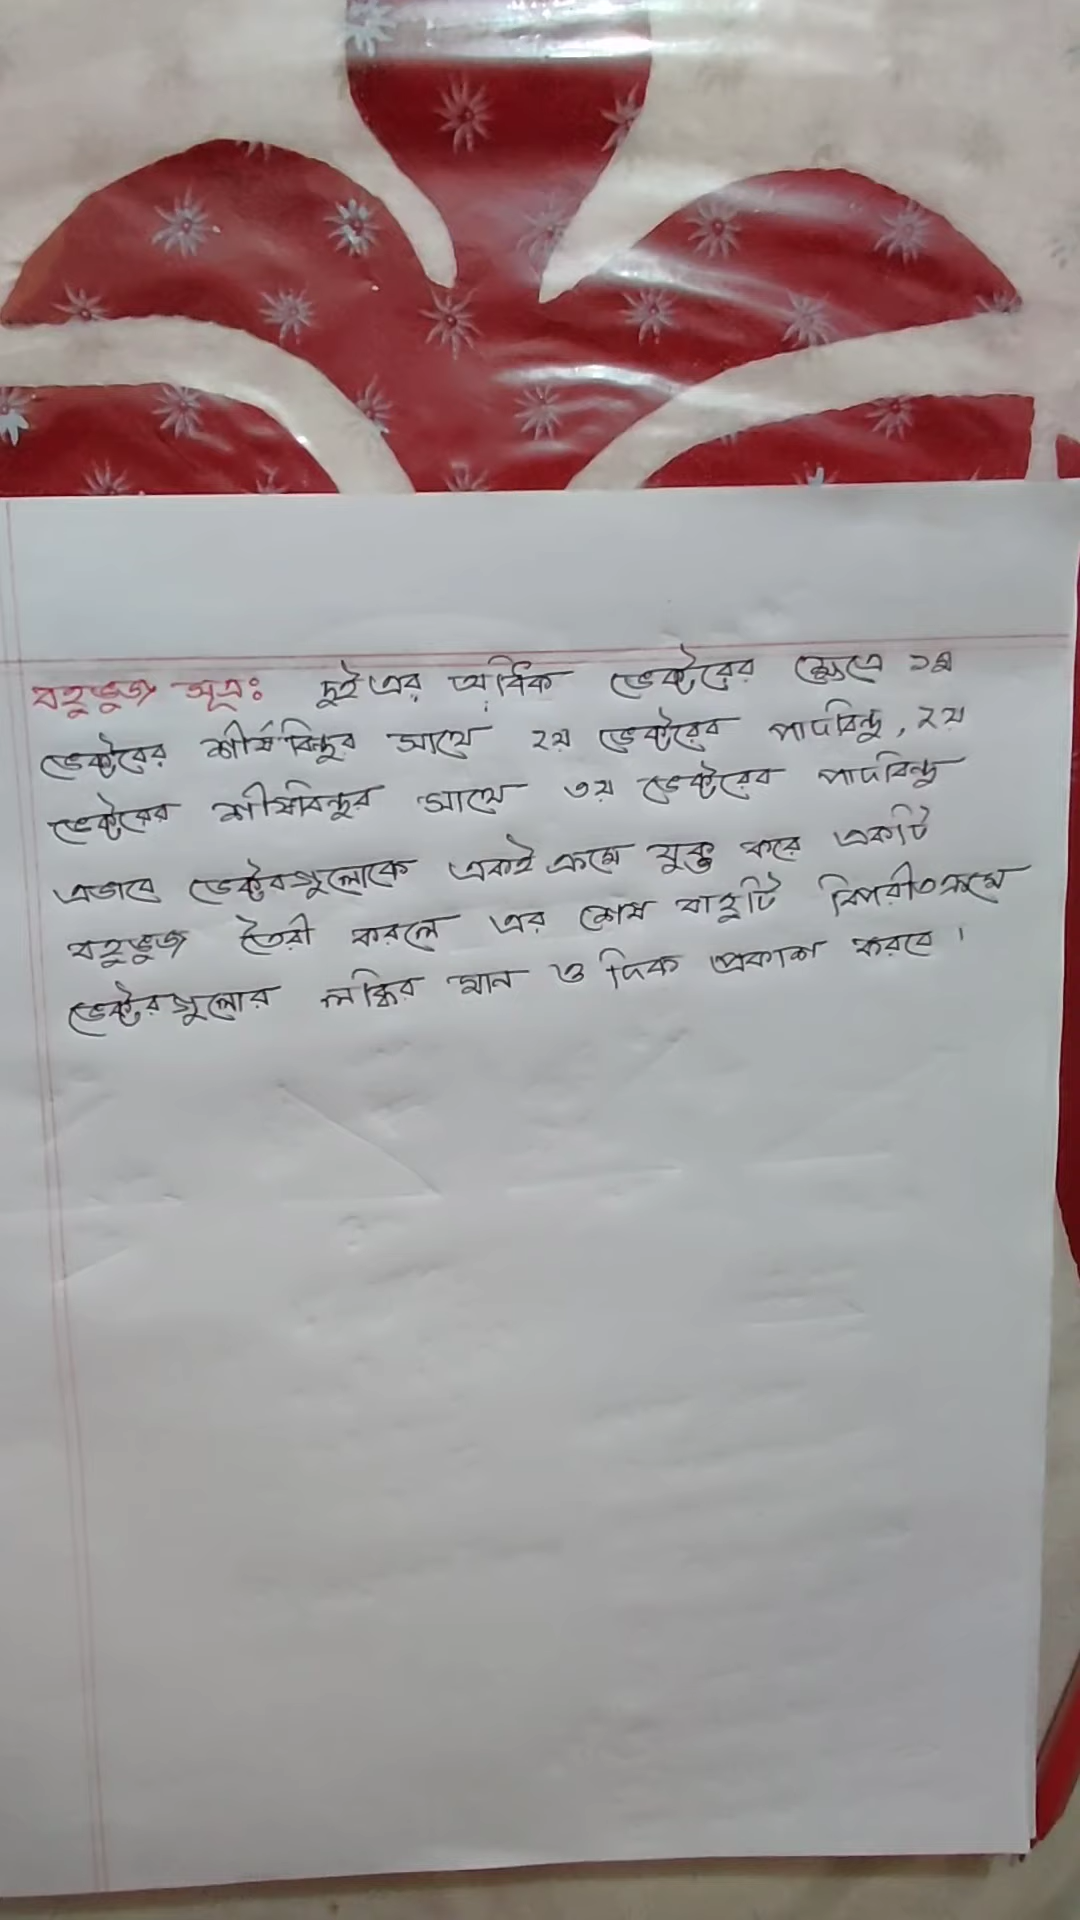 বহুভুজ সূত্রঃ দুই এর অধিক ভেক্টরের ক্ষেত্রে ১ম
ভেক্টরের শীর্ষবিন্দুর সাথে ২য় ভেক্টরের পাদবিন্দু, ২য়
ভেক্টরের শীর্ষবিন্দুর সাথে ৩য় ভেক্টরের পাদবিন্দু
এভাবে ভেক্টরগুলোকে একই ক্রমে যুক্ত করে একটি
বহুভুজ তৈরী করলে এর শেষ বাহুটি বিপরীতক্রমে
ভেক্টরগুলোর লব্ধির মান ও দিক প্রকাশ করবে।